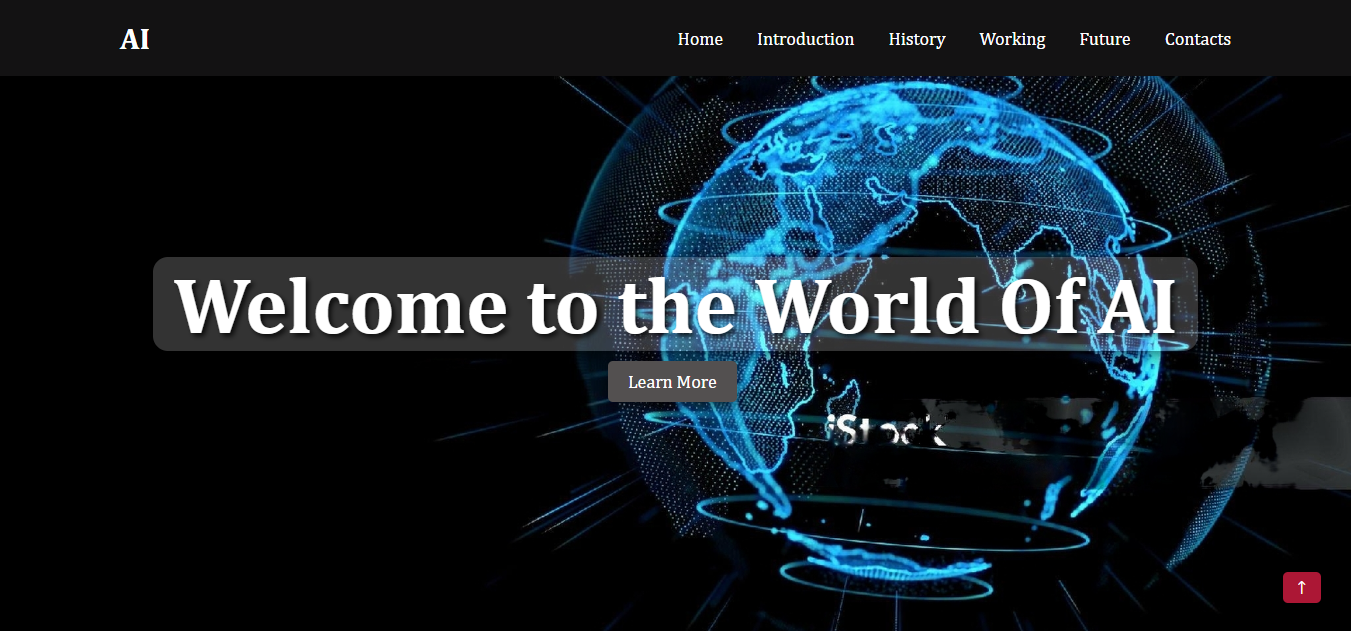 AI
Home Introduction History Working Future Contacts
Welcome to the World Of AI
Learn More
iStock
↑